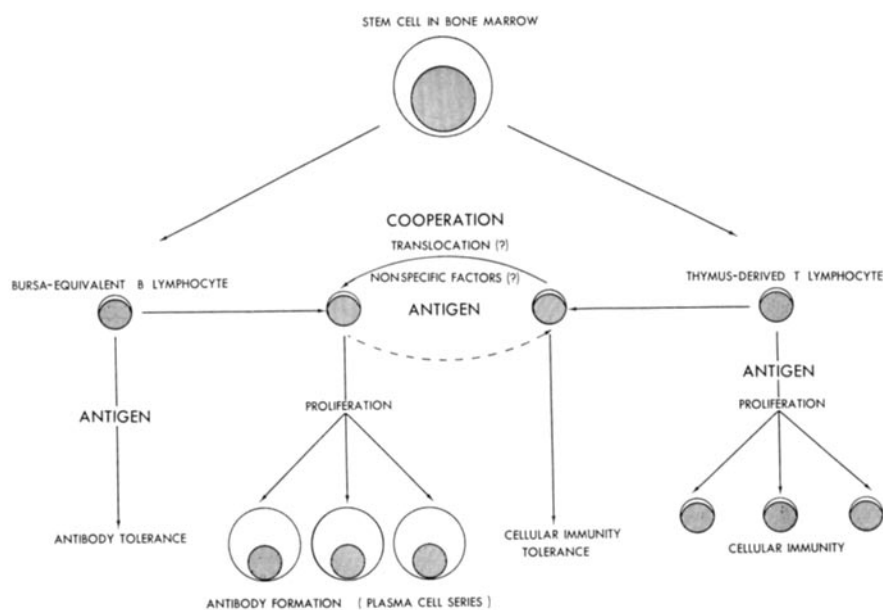 STEM CELL IN BONE MARROW
COOPERATION
TRANSLOCATION (?)
BURSA-EQUIVALENT B LYMPHOCYTE
NONSPECIFIC FACTORS (?)
THYMUS-DERIVED T LYMPHOCYTE
ANTIGEN
ANTIGEN
PROLIFERATION
ANTIGEN
PROLIFERATION
ANTIBODY TOLERANCE
CELLULAR IMMUNITY
TOLERANCE
CELLULAR IMMUNITY
ANTIBODY FORMATION ( PLASMA CELL SERIES )